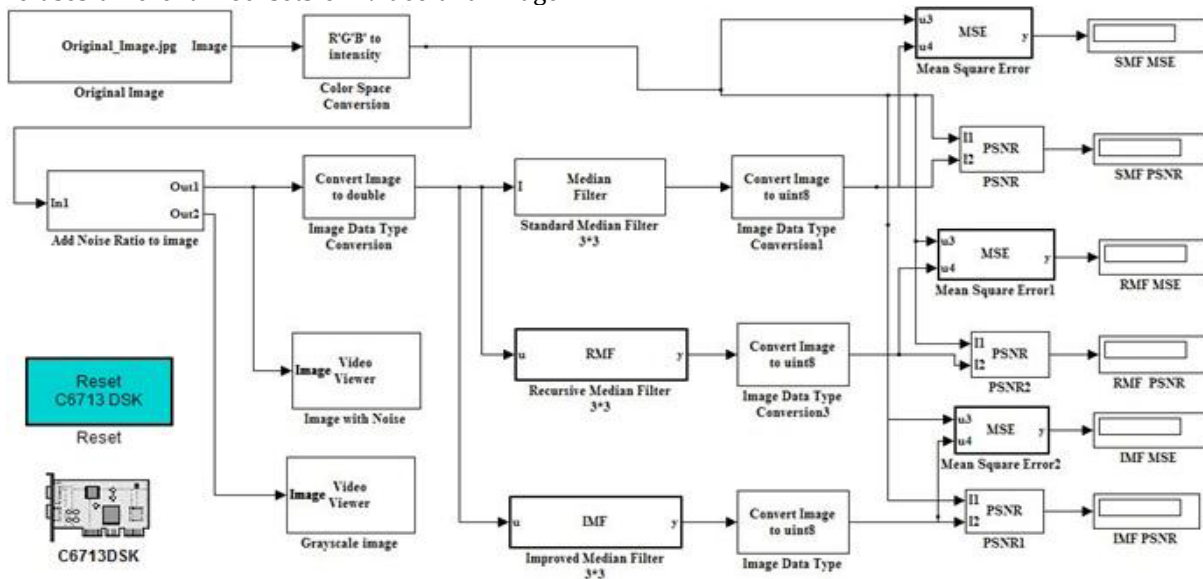 Original_Image.jpg Image
Original Image
R'G'B' to
intensity
Color Space
Conversion
u3
u4
MSE
y
Mean Square Error
SMF MSE
I1
I2
PSNR
PSNR
SMF PSNR
In1
Out1
Out2
Add Noise Ratio to image
Convert Image
to double
Image Data Type
Conversion
I
Median
Filter
Standard Median Filter
3*3
Convert Image
to uint8
Image Data Type
Conversion1
u3
u4
MSE
y
Mean Square Error1
RMF MSE
Reset
C6713 DSK
Reset
Image
Video
Viewer
Image with Noise
u
RMF
y
Recursive Median Filter
3*3
Convert Image
to uint8
Image Data Type
Conversion3
I1
I2
PSNR
PSNR2
RMF PSNR
u3
u4
MSE
y
Mean Square Error2
IMF MSE
C6713DSK
Image
Video
Viewer
Grayscale image
u
IMF
y
Improved Median Filter
3*3
Convert Image
to uint8
Image Data Type
I1
I2
PSNR
PSNR1
IMF PSNR